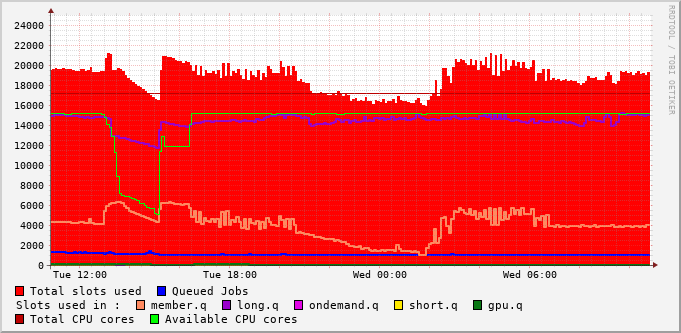 RRDTOOL / TOBI OETIKER
24000
22000
20000
18000
16000
14000
12000
10000
8000
6000
4000
2000
0
Tue 12:00 Tue 18:00 Wed 00:00 Wed 06:00
Total slots used Queued Jobs
Slots used in : member.q long.q ondemand.q short.q gpu.q
Total CPU cores Available CPU cores